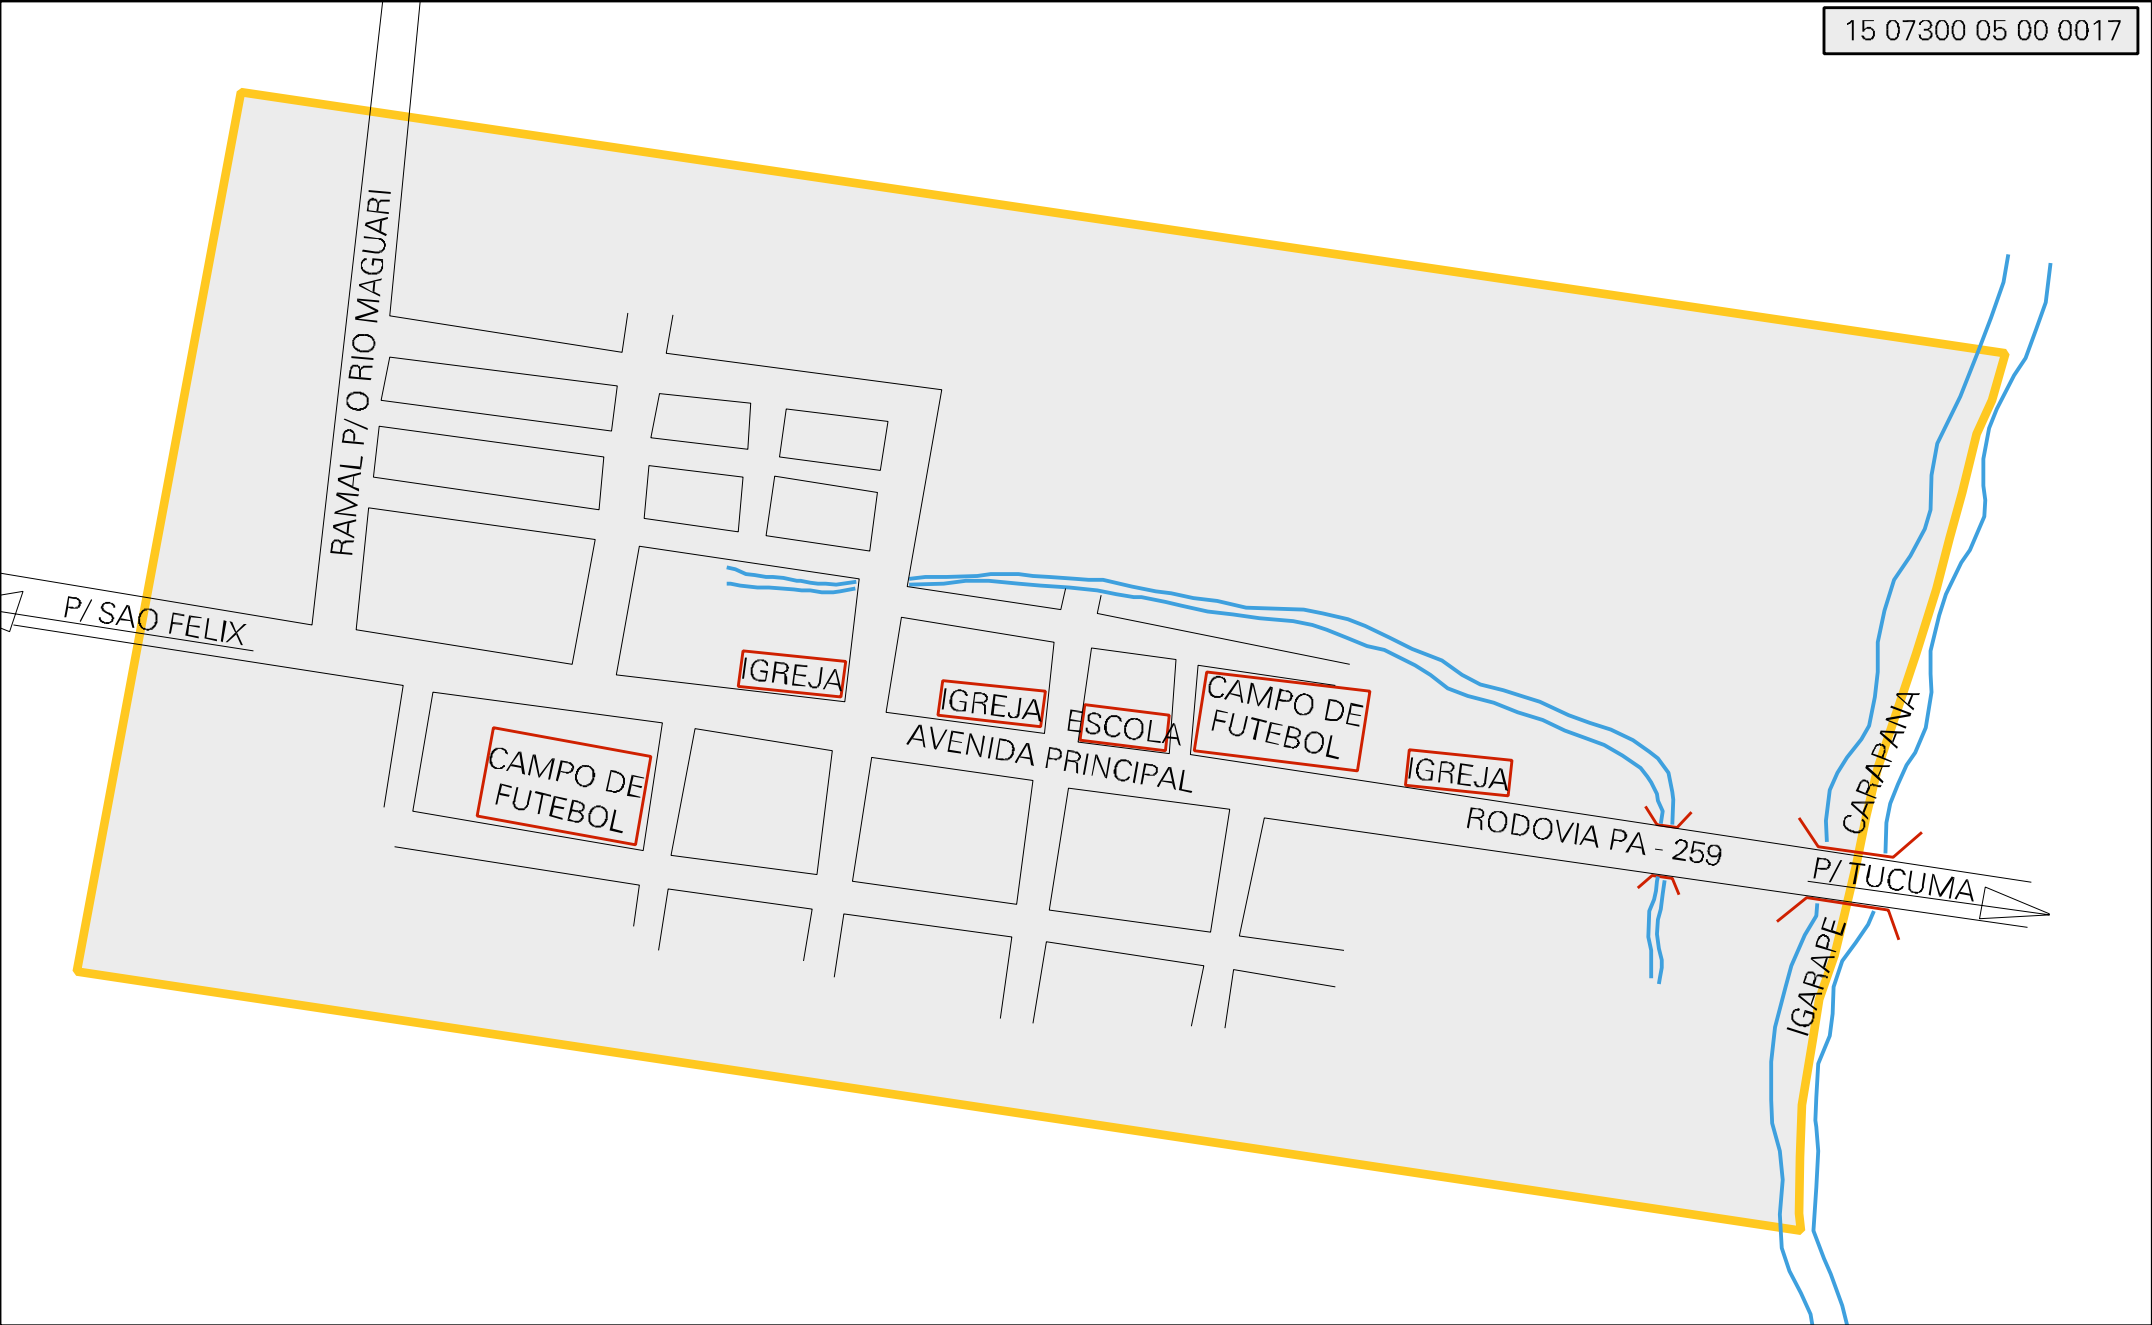 15 07300 05 00 0017
RAMAL P/ O RIO MAGUARI
P/ SAO FELIX
IGREJA
IGREJA
ESCOLA
CAMPO DE
FUTEBOL
AVENIDA PRINCIPAL
IGREJA
CAMPO DE
FUTEBOL
RODOVIA PA - 259
P/ TUCUMA
IGARAPE
CARAPANA